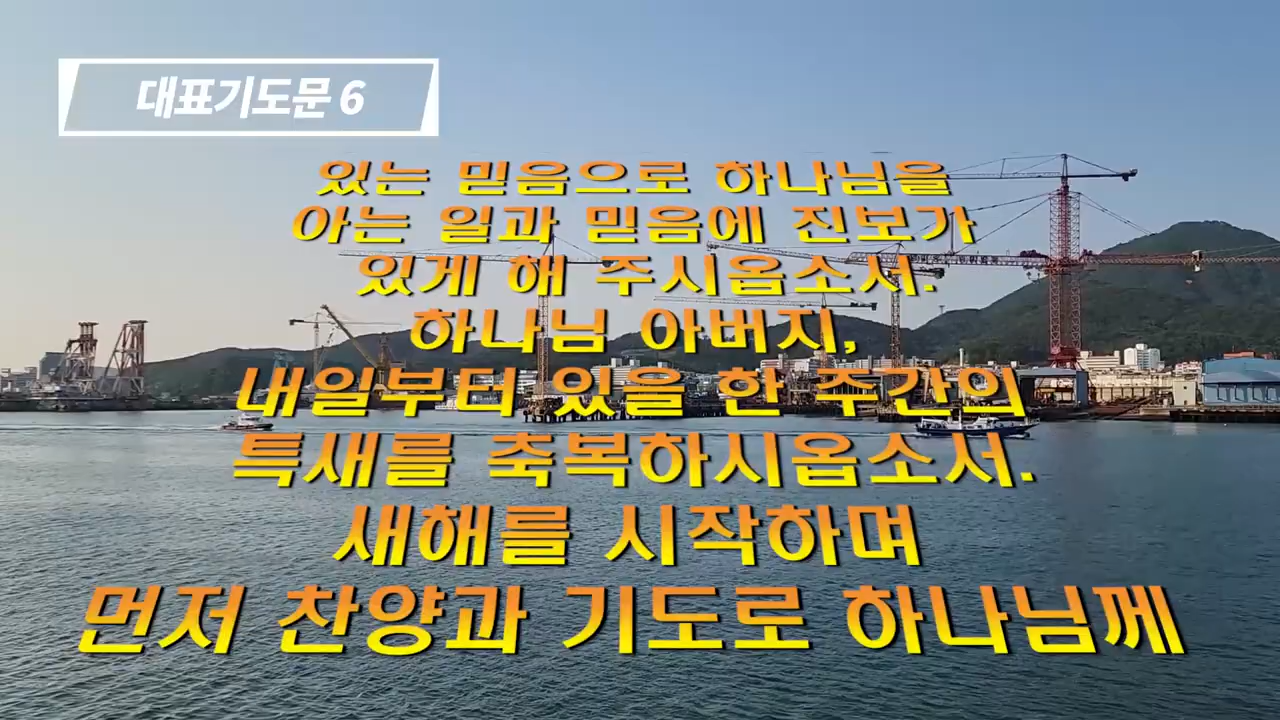 대표기도문 6
있는 믿음으로 하나님을
아는 일과 믿음에 진보가
있게 해 주시옵소서.
하나님 아버지,
내일부터 있을 한 주간의
특새를 축복하시옵소서.
새해를 시작하며
먼저 찬양과 기도로 하나님께